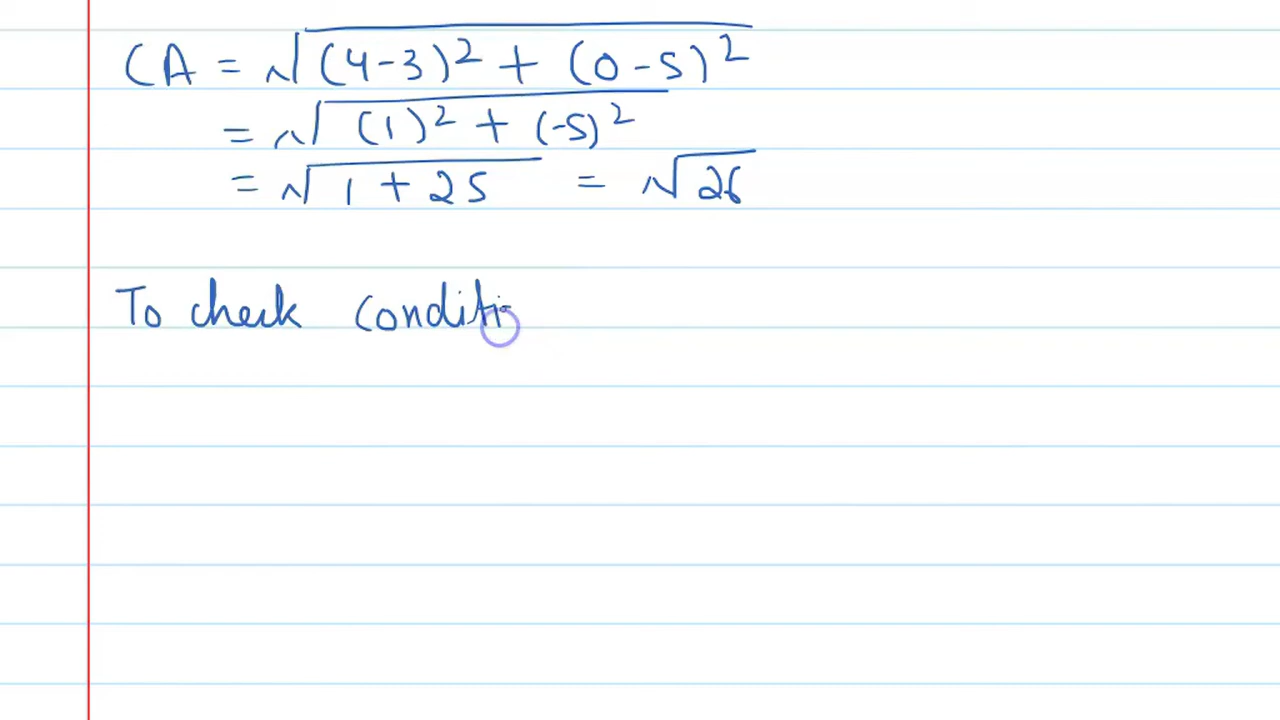 CA = √(4-3)² + (0-5)²
= √(1)² + (-5)²
= √1 + 25 = √26
To check conditi